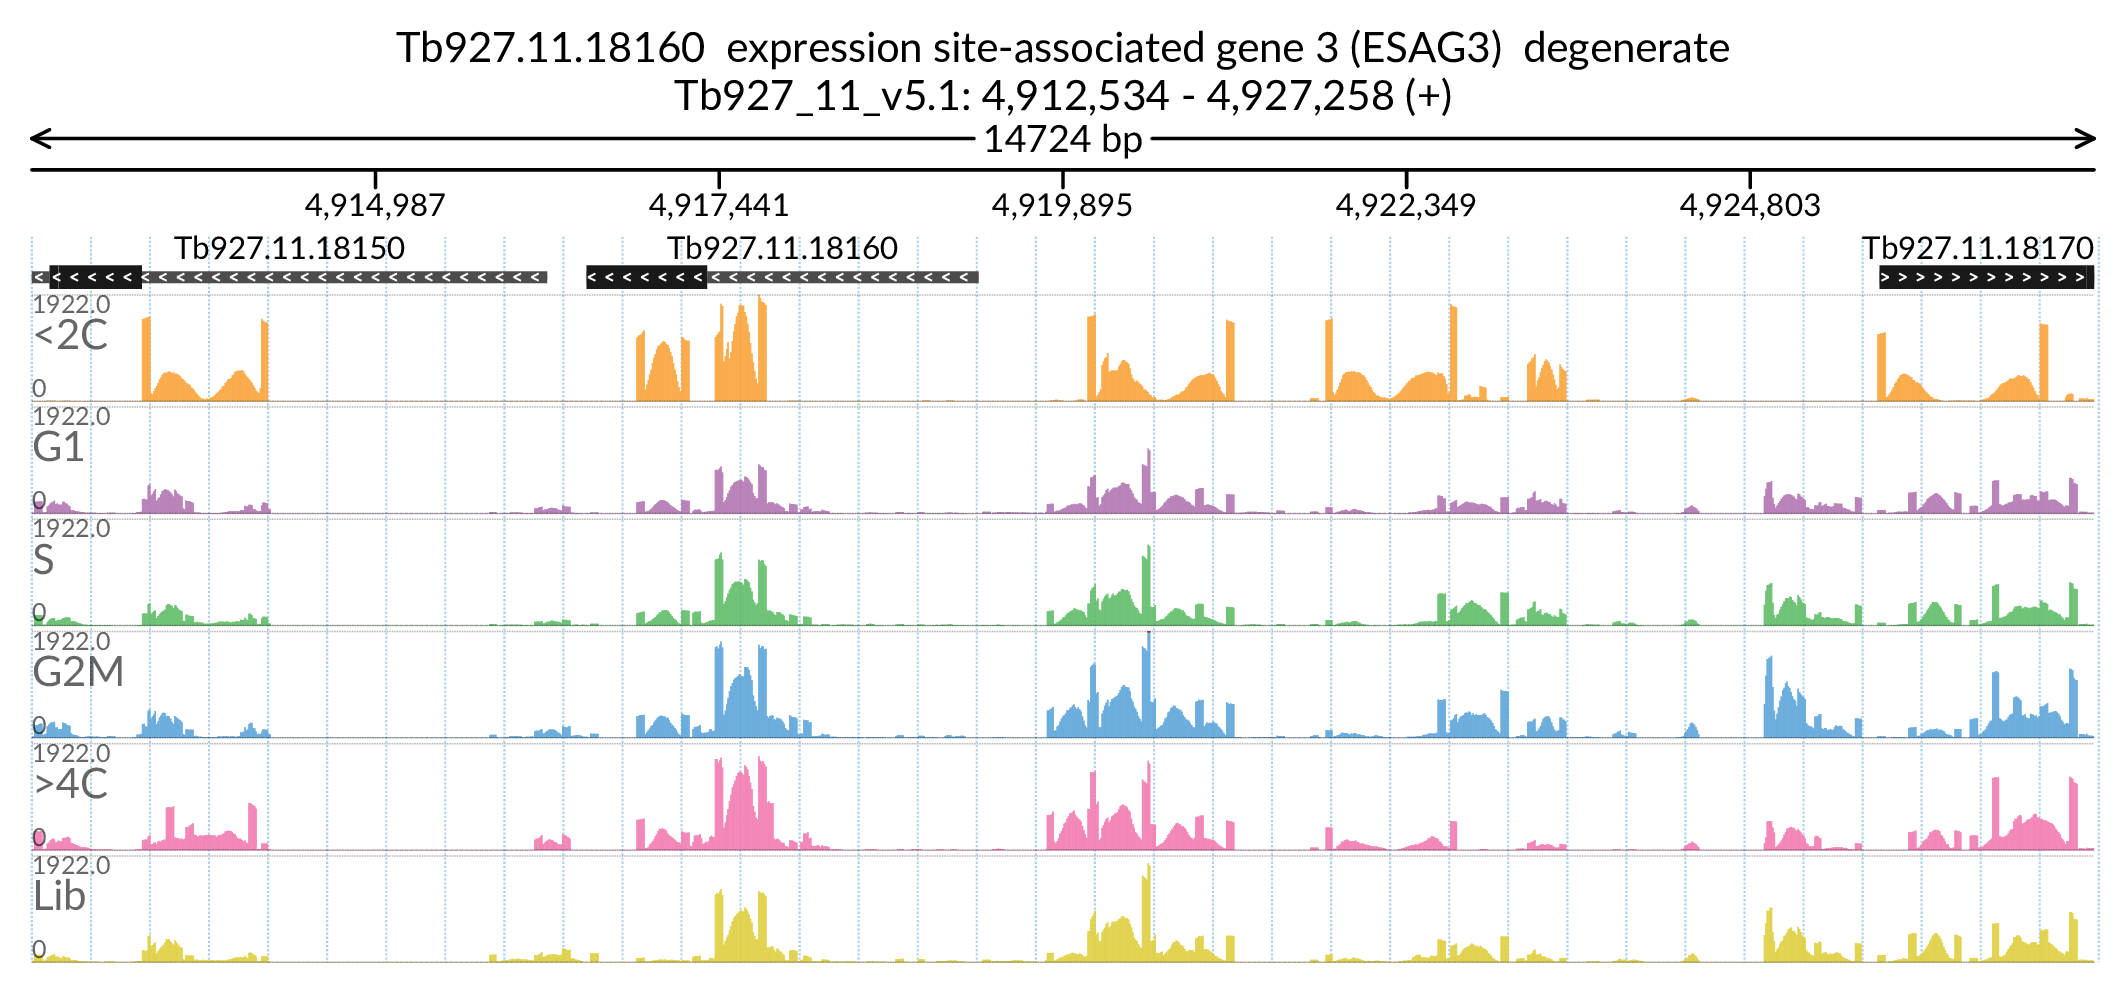 Tb927.11.18160  expression site-associated gene 3 (ESAG3)  degenerate
Tb927_11_v5.1: 4,912,534 - 4,927,258 (+)
14724 bp
4,914,987 4,917,441 4,919,895 4,922,349 4,924,803
Tb927.11.18150 Tb927.11.18160 Tb927.11.18170
1922.0
<2C
0
1922.0
G1
0
1922.0
S
0
1922.0
G2M
0
1922.0
>4C
0
1922.0
Lib
0